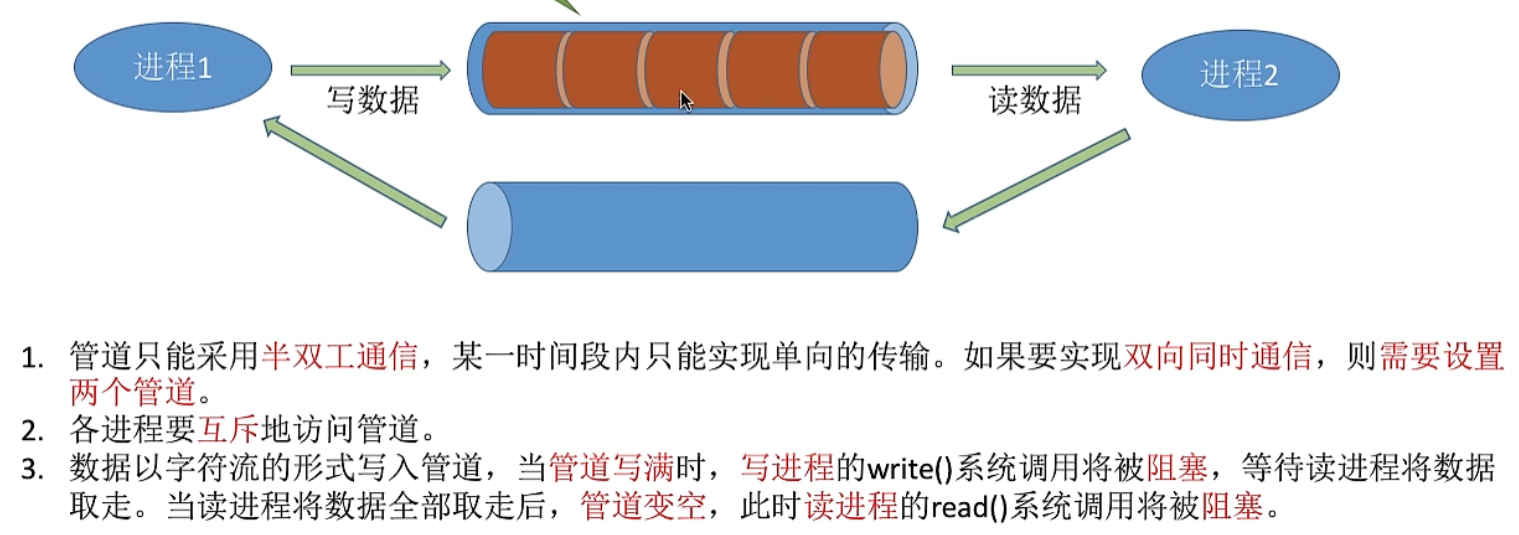 进程1
写数据
读数据
进程2
1. 管道只能采用半双工通信，某一时间段内只能实现单向的传输。如果要实现双向同时通信，则需要设置
两个管道。
2. 各进程要互斥地访问管道。
3. 数据以字符流的形式写入管道，当管道写满时，写进程的write()系统调用将被阻塞，等待读进程将数据
取走。当读进程将数据全部取走后，管道变空，此时读进程的read()系统调用将被阻塞。